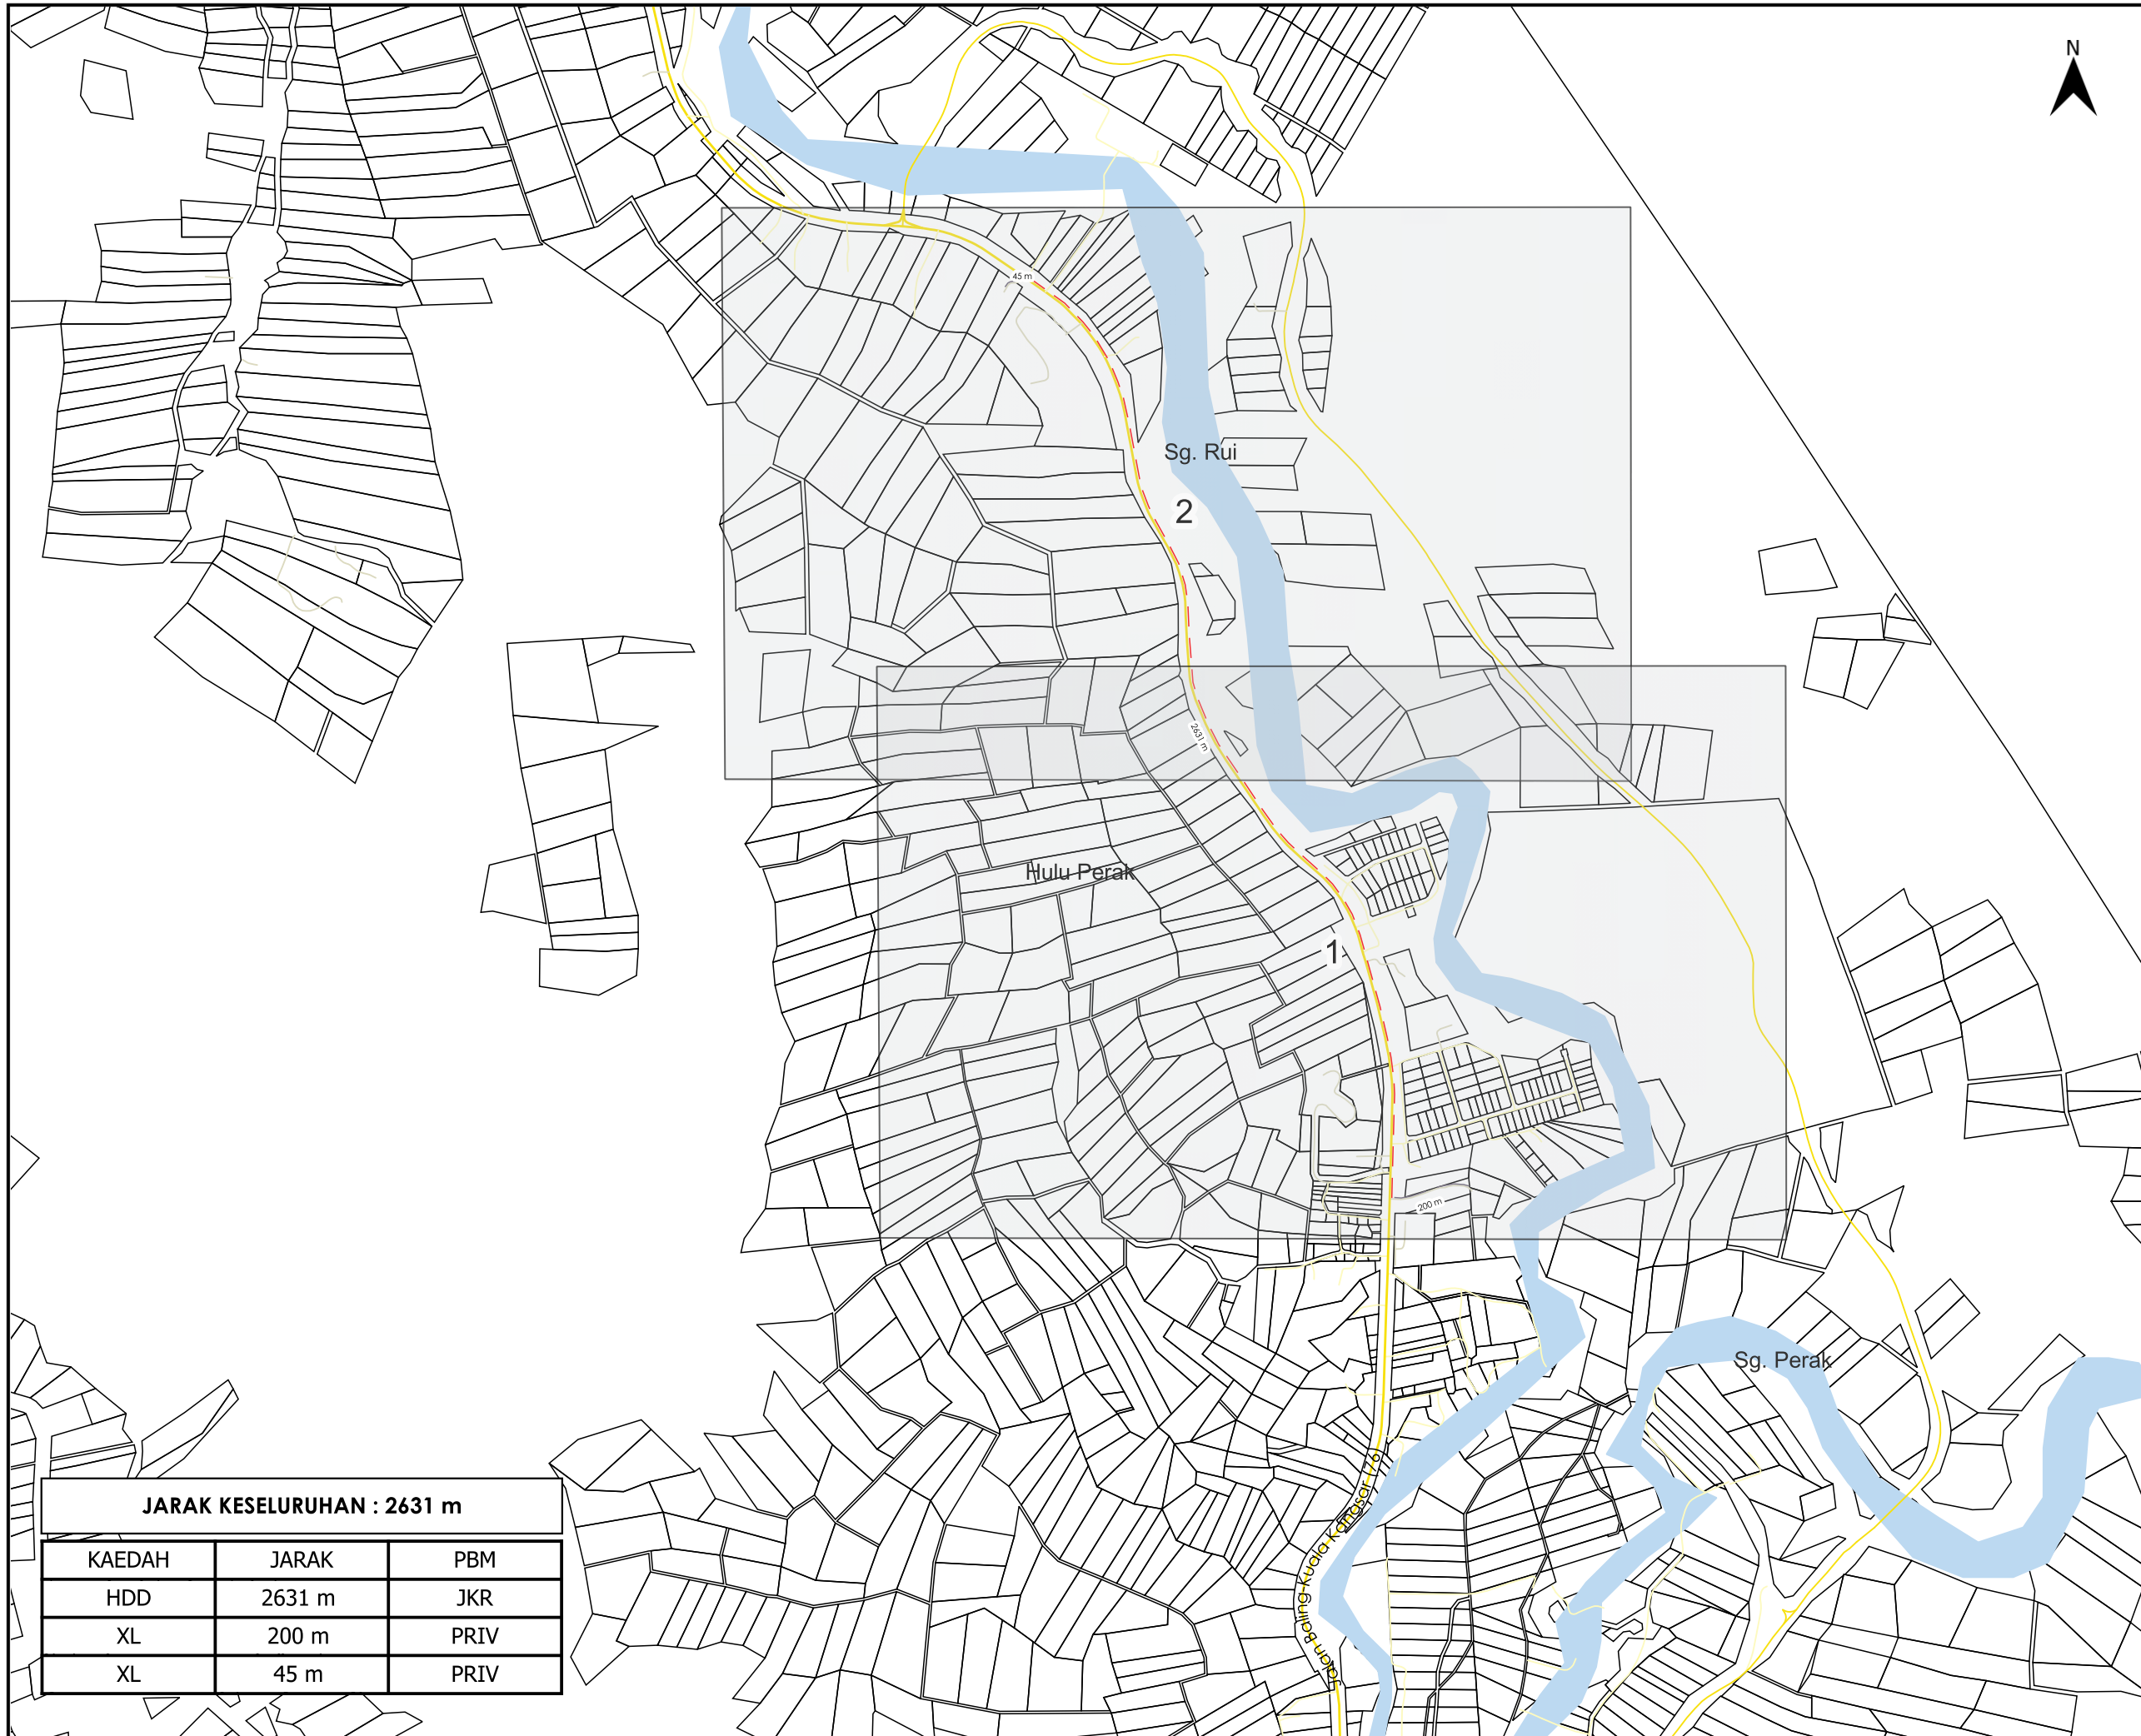 N
45 m
Sg. Rui
2
2631 m
Hulu Perak
1
200 m
Sg. Perak
Jalan Baling-Kuala Kangsar 176
JARAK KESELURUHAN : 2631 m
KAEDAH JARAK PBM
HDD 2631 m JKR
XL 200 m PRIV
XL 45 m PRIV